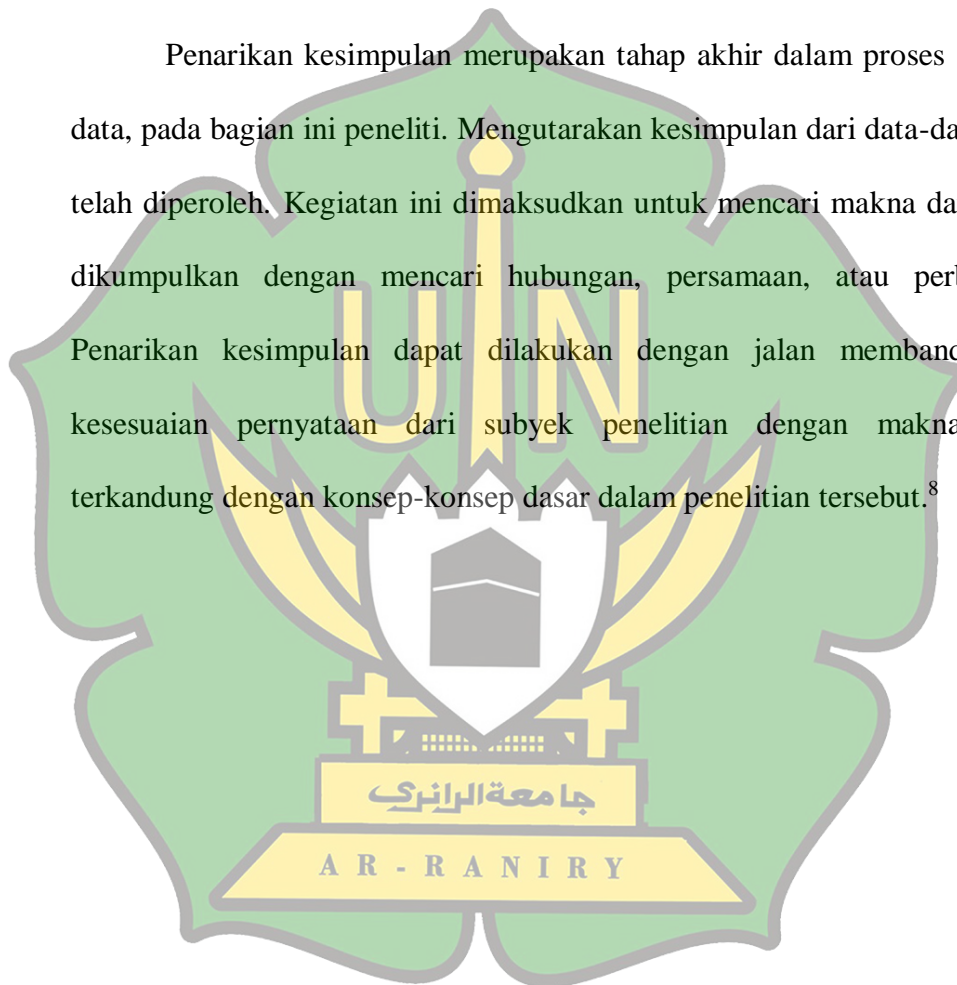 Penarikan kesimpulan merupakan tahap akhir dalam proses
data, pada bagian ini peneliti. Mengutarakan kesimpulan dari data-da
telah diperoleh. Kegiatan ini dimaksudkan untuk mencari makna da
dikumpulkan dengan mencari hubungan, persamaan, atau perb
Penarikan kesimpulan dapat dilakukan dengan jalan memband
kesesuaian pernyataan dari subyek penelitian dengan makna
terkandung dengan konsep-konsep dasar dalam penelitian tersebut.8
UIN
جامعة الرانري
AR-RANIRY